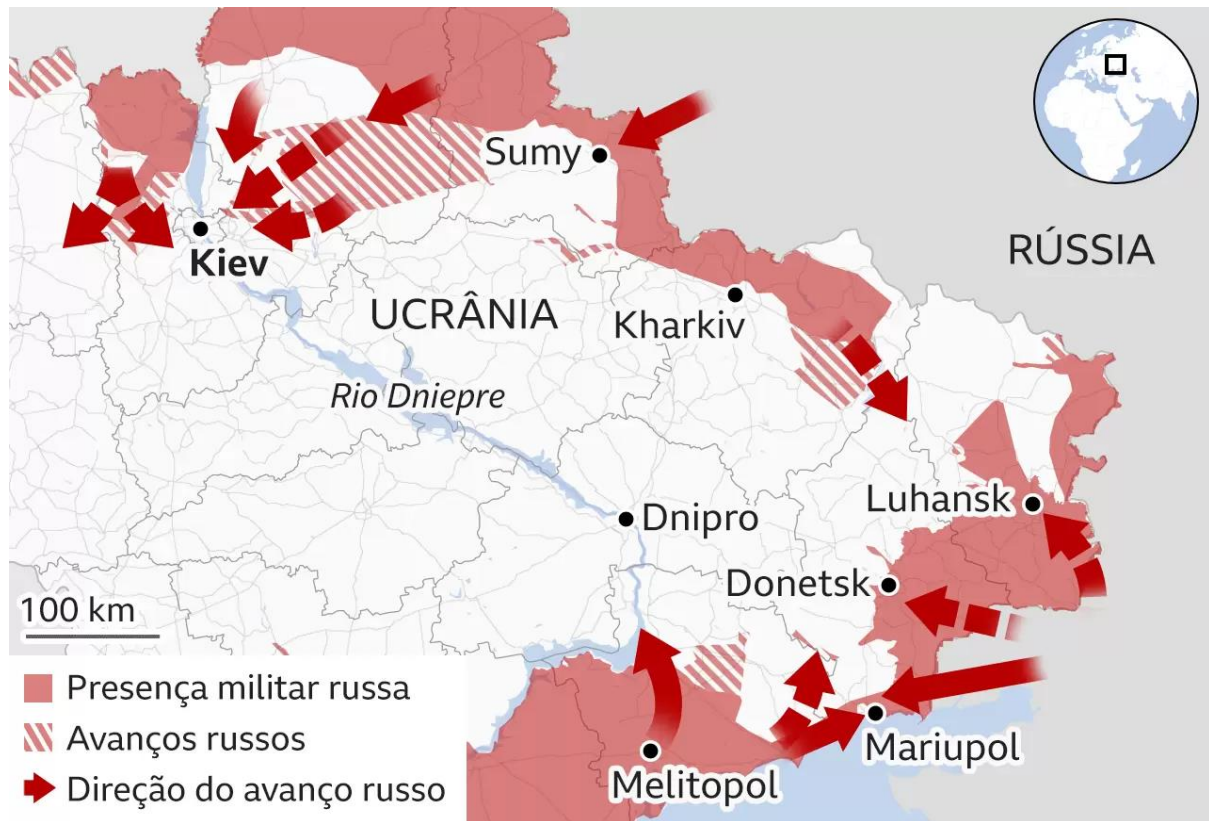 Sumy
RÚSSIA
Kiev
UCRÂNIA
Kharkiv
Rio Dniepre
Luhansk
Dnipro
Donetsk
100 km
Presença militar russa
Avanços russos
Mariupol
Direção do avanço russo
Melitopol